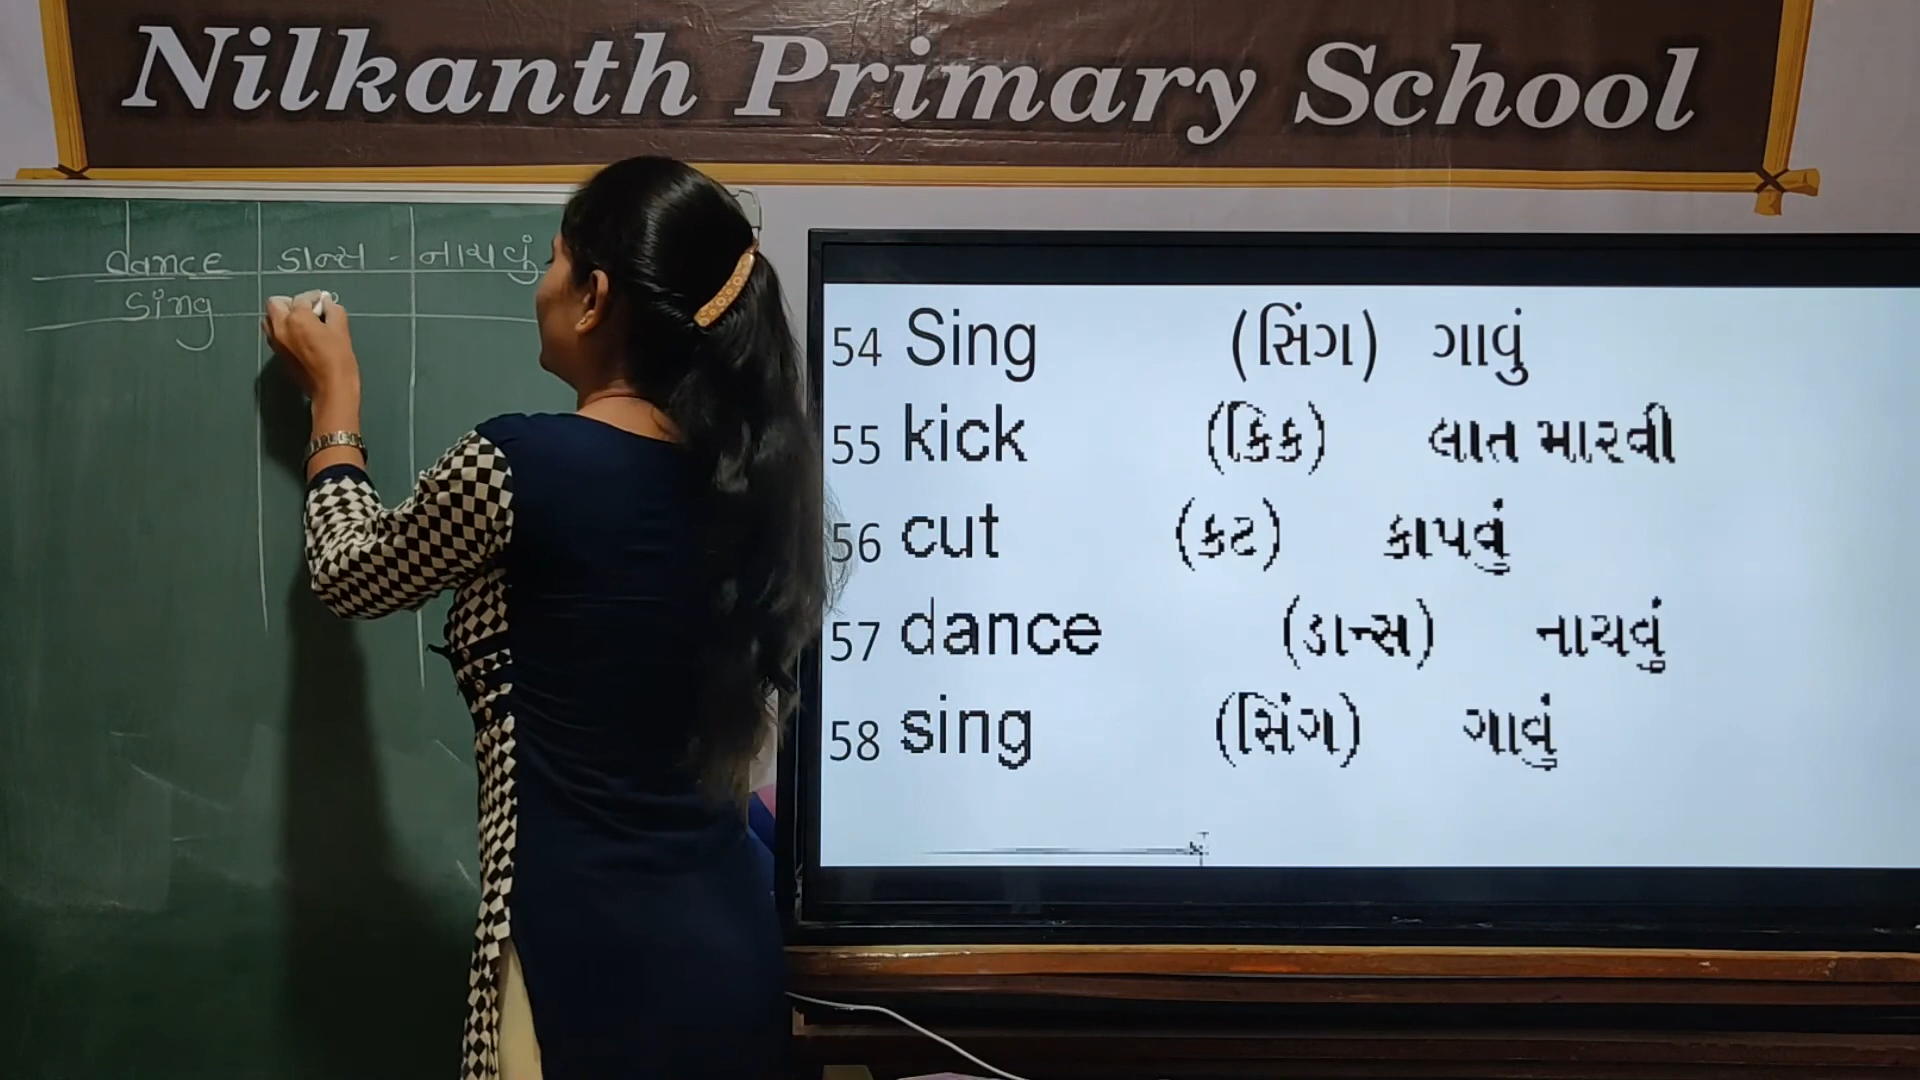 Nilkanth Primary School
Dance ડાન્સ - નાચવું
Sing
54 Sing (સિંગ) ગાવું
55 kick (કિક) લાત મારવી
56 cut (કટ) કાપવું
57 dance (ડાન્સ) નાચવું
58 sing (સિંગ) ગાવું